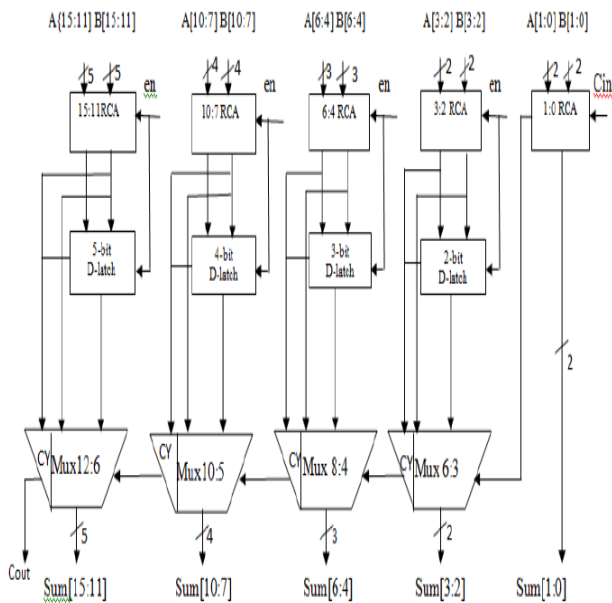 A{15:11] B[15:11] A[10:7] B[10:7] A[6:4] B[6:4] A[3:2] B[3:2] A[1:0] B[1:0]
5 5 en 4 4 en 3 3 en 2 2 en 2 2 Cin
15:11RCA 10:7 RCA 6:4 RCA 3:2 RCA 1:0 RCA
5-bit 4-bit 3-bit 2-bit
D-latch D-latch D-latch D-latch
2
CY Mux12:6 CY Mux10:5 CY Mux 8:4 CY Mux 6:3
5 4 3 2
Cout
Sum[15:11] Sum[10:7] Sum[6:4] Sum[3:2] Sum[1:0]